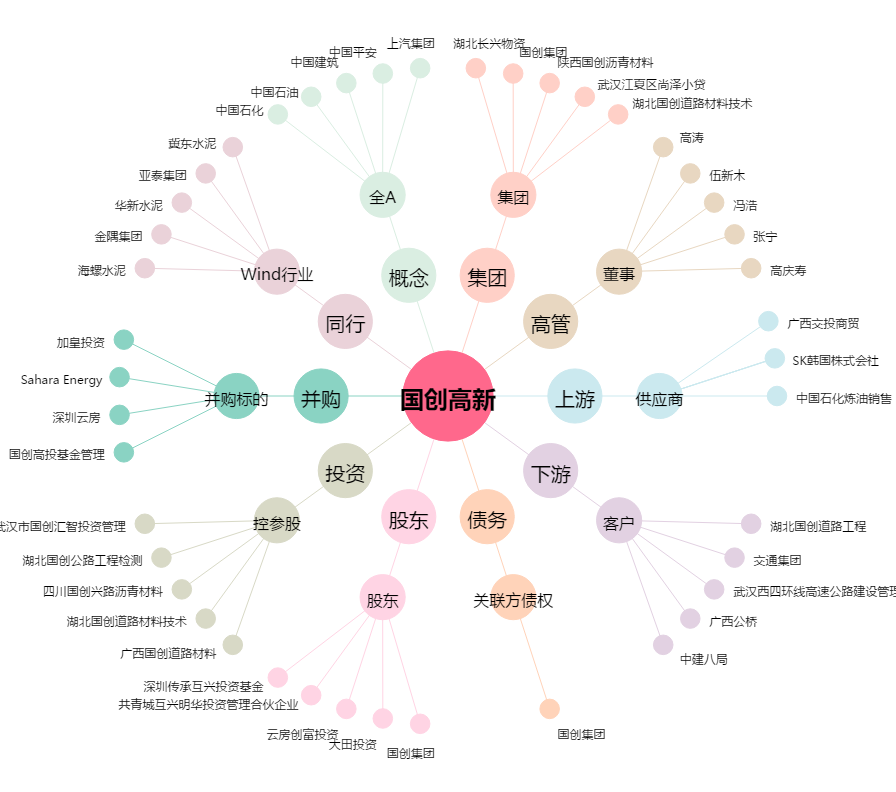 上汽集团
中国平安
中国建筑
中国石油
中国石化
全A
概念
湖北长兴物资
国创集团
陕西国创沥青材料
武汉江夏区尚泽小贷
湖北国创道路材料技术
集团
集团
冀东水泥
亚泰集团
华新水泥
金隅集团
海螺水泥
Wind行业
同行
高涛
伍新木
冯浩
张宁
高庆寿
董事
高管
加皇投资
Sahara Energy
深圳云房
国创高投基金管理
并购标的
并购
国创高新
上游
供应商
广西交投商贸
SK韩国株式会社
中国石化炼油销售
投资
控参股
武汉市国创汇智投资管理
湖北国创公路工程检测
四川国创兴路沥青材料
湖北国创道路材料技术
广西国创道路材料
下游
客户
湖北国创道路工程
交通集团
武汉西四环线高速公路建设管理
广西公桥
中建八局
股东
股东
深圳传承互兴投资基金
共青城互兴明华投资管理合伙企业
云房创富投资
大田投资
国创集团
债务
关联方债权
国创集团